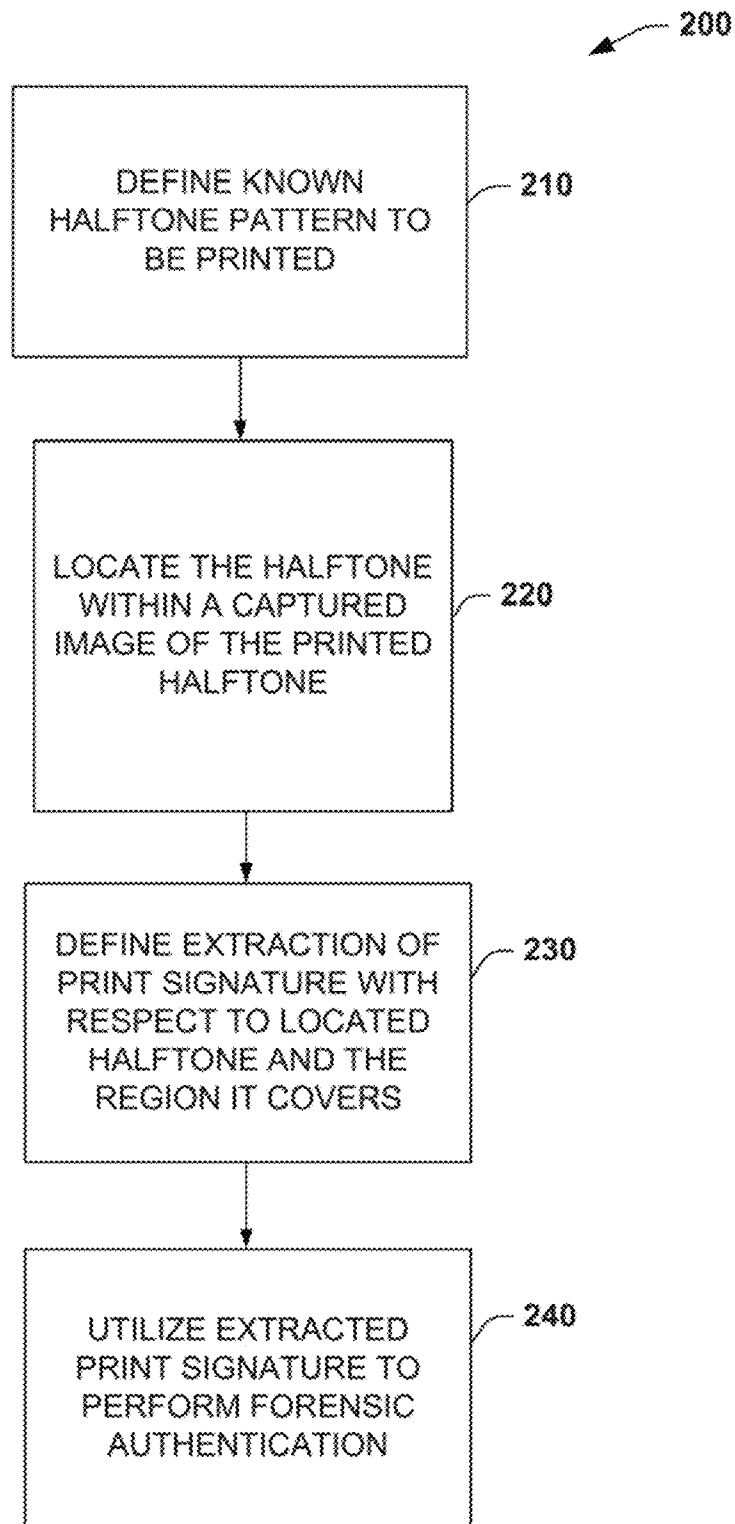 200
DEFINE KNOWN
HALFTONE PATTERN TO
BE PRINTED
210
LOCATE THE HALFTONE
WITHIN A CAPTURED
IMAGE OF THE PRINTED
HALFTONE
220
DEFINE EXTRACTION OF
PRINT SIGNATURE WITH
RESPECT TO LOCATED
HALFTONE AND THE
REGION IT COVERS
230
UTILIZE EXTRACTED
PRINT SIGNATURE TO
PERFORM FORENSIC
AUTHENTICATION
240